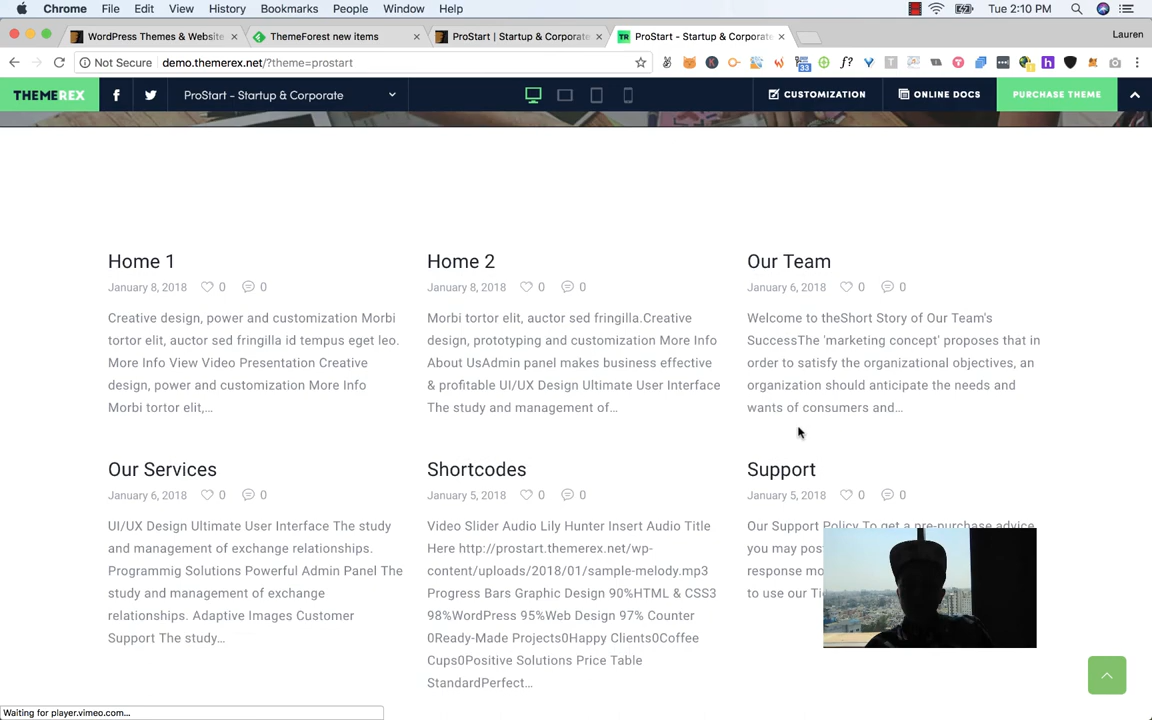 Chrome File Edit View History Bookmarks People Window Help Tue 2:10 PM
WordPress Themes & Website
ThemeForest new items
ProStart | Startup & Corporate
ProStart - Startup & Corporate
Lauren
Not Secure demo.themerex.net/?theme=prostart
33
THEMEREX
ProStart - Startup & Corporate
CUSTOMIZATION
ONLINE DOCS
PURCHASE THEME
Home 1
January 8, 2018 0 0
Creative design, power and customization Morbi
tortor elit, auctor sed fringilla id tempus eget leo.
More Info View Video Presentation Creative
design, power and customization More Info
Morbi tortor elit,...
Home 2
January 8, 2018 0 0
Morbi tortor elit, auctor sed fringilla.Creative
design, prototyping and customization More Info
About UsAdmin panel makes business effective
& profitable UI/UX Design Ultimate User Interface
The study and management of...
Our Team
January 6, 2018 0 0
Welcome to theShort Story of Our Team's
SuccessThe 'marketing concept' proposes that in
order to satisfy the organizational objectives, an
organization should anticipate the needs and
wants of consumers and...
Our Services
January 6, 2018 0 0
UI/UX Design Ultimate User Interface The study
and management of exchange relationships.
Programmig Solutions Powerful Admin Panel The
study and management of exchange
relationships. Adaptive Images Customer
Support The study...
Shortcodes
January 5, 2018 0 0
Video Slider Audio Lily Hunter Insert Audio Title
Here http://prostart.themerex.net/wp-
content/uploads/2018/01/sample-melody.mp3
Progress Bars Graphic Design 90%HTML & CSS3
98%WordPress 95%Web Design 97% Counter
0Ready-Made Projects0Happy Clients0Coffee
Cups0Positive Solutions Price Table
StandardPerfect...
Support
January 5, 2018 0 0
Our Support Policy To get a pre-purchase advice
you may
response
to use our
Waiting for player.vimeo.com...